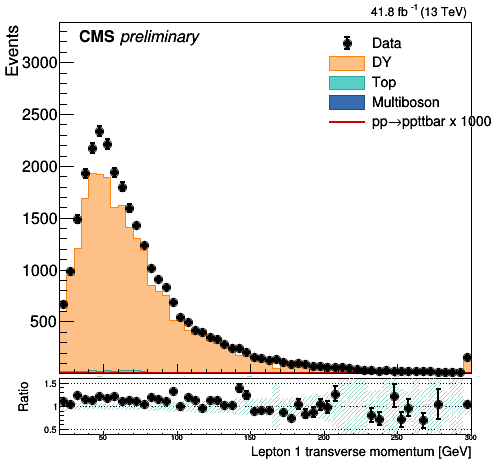 41.8 fb⁻¹ (13 TeV)
CMS preliminary
Events
Data
DY
Top
Multiboson
pp→ppttbar x 1000
3000
2500
2000
1500
1000
500
Ratio
1.5
1
0.5
50 100 150 200 250 300
Lepton 1 transverse momentum [GeV]